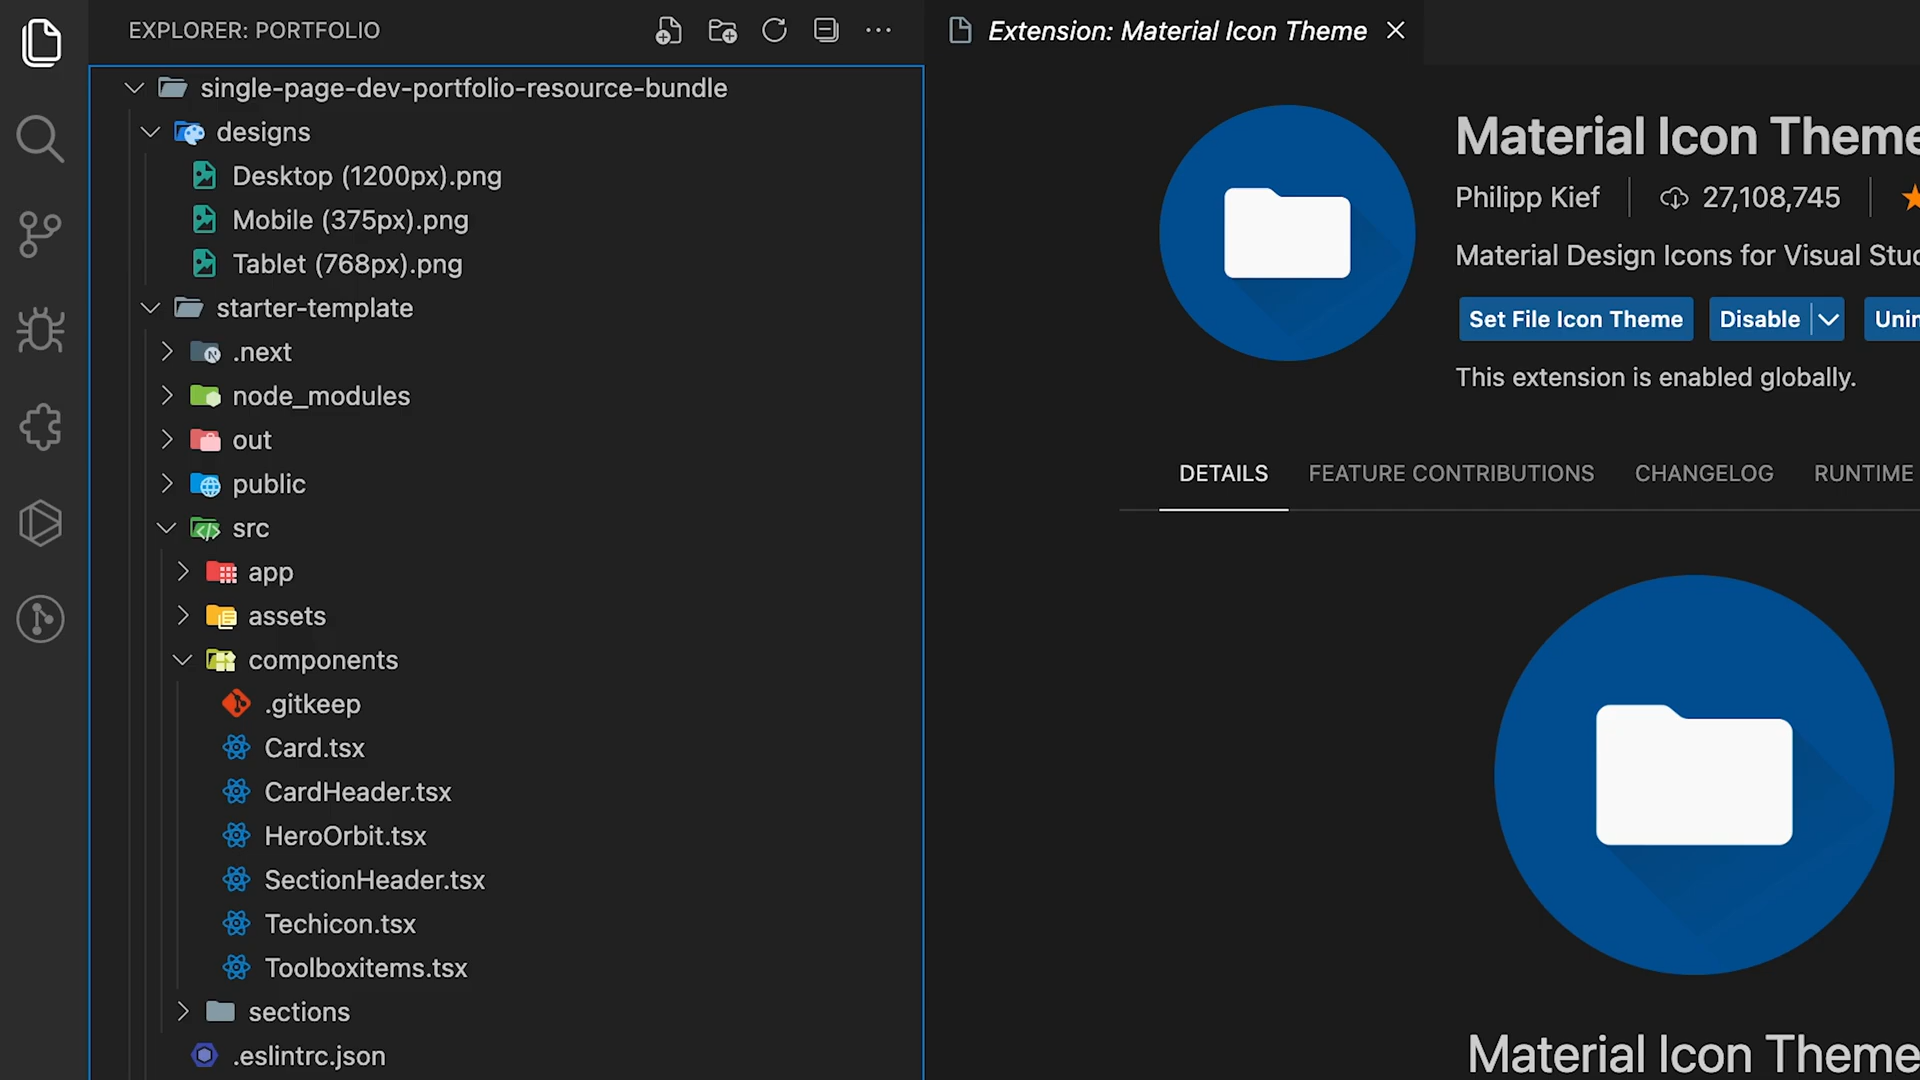 EXPLORER: PORTFOLIO
single-page-dev-portfolio-resource-bundle
designs
Desktop (1200px).png
Mobile (375px).png
Tablet (768px).png
starter-template
.next
node_modules
out
public
src
app
assets
components
.gitkeep
Card.tsx
CardHeader.tsx
HeroOrbit.tsx
SectionHeader.tsx
Techicon.tsx
Toolboxitems.tsx
sections
.eslintrc.json
Extension: Material Icon Theme
Material Icon Theme
Philipp Kief 27,108,745
Material Design Icons for Visual Stud
Set File Icon Theme Disable Unin
This extension is enabled globally.
DETAILS FEATURE CONTRIBUTIONS CHANGELOG RUNTIME
Material Icon Theme